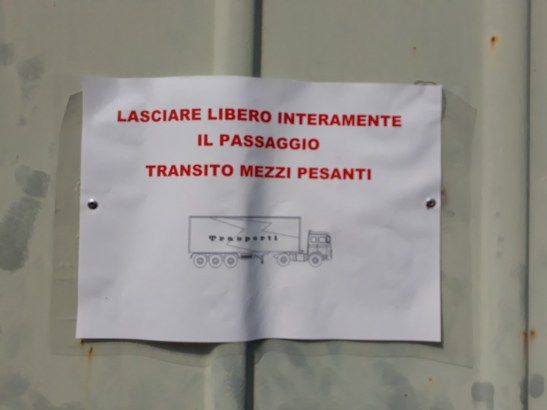 LASCIARE LIBERO INTERAMENTE
IL PASSAGGIO
TRANSITO MEZZI PESANTI
Trasporti